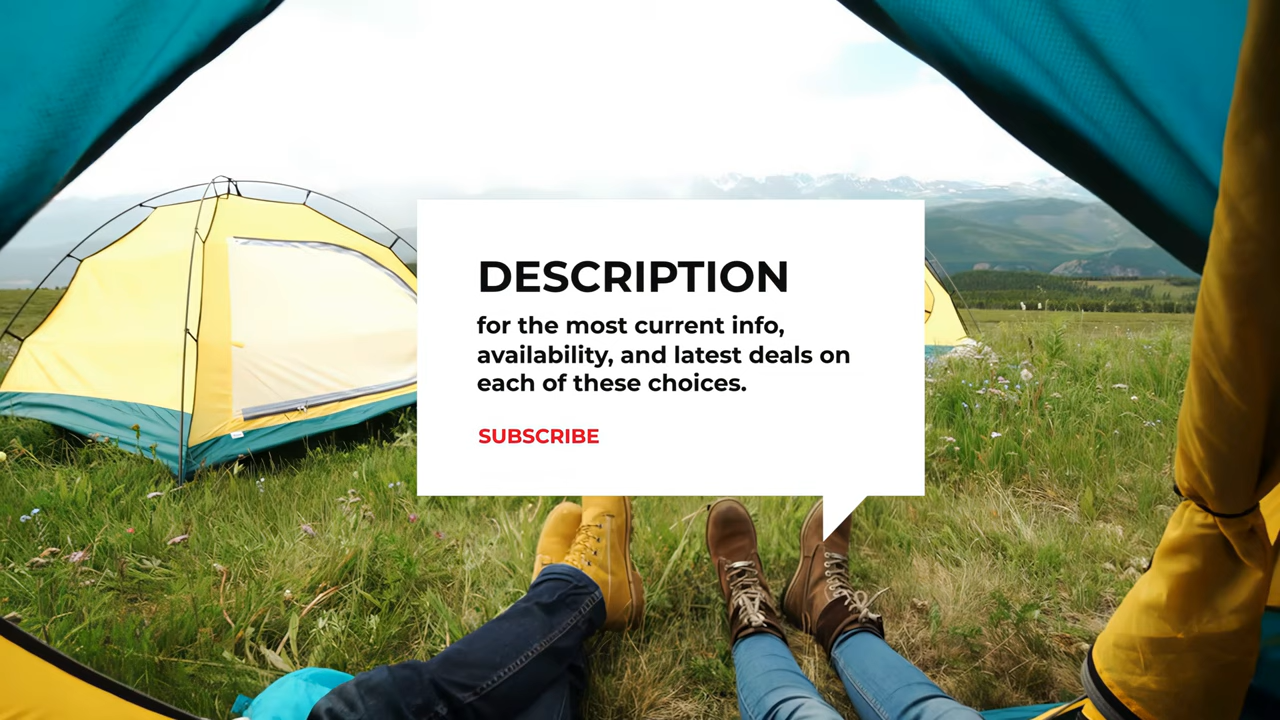 DESCRIPTION
for the most current info,
availability, and latest deals on
each of these choices.
SUBSCRIBE